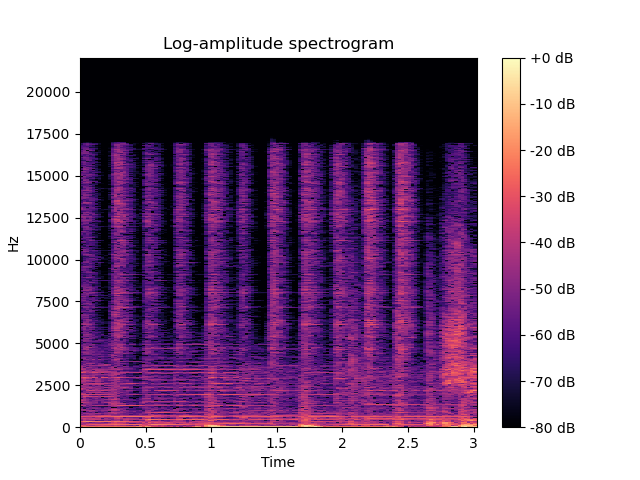 Log-amplitude spectrogram
Hz
20000
17500
15000
12500
10000
7500
5000
2500
0
0
0.5
1
1.5
2
2.5
3
Time
+0 dB
-10 dB
-20 dB
-30 dB
-40 dB
-50 dB
-60 dB
-70 dB
-80 dB